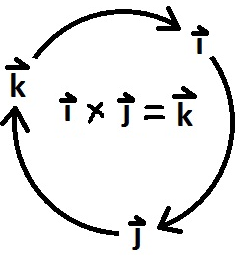 i⃗
k⃗
i⃗ × j⃗ = k⃗
j⃗